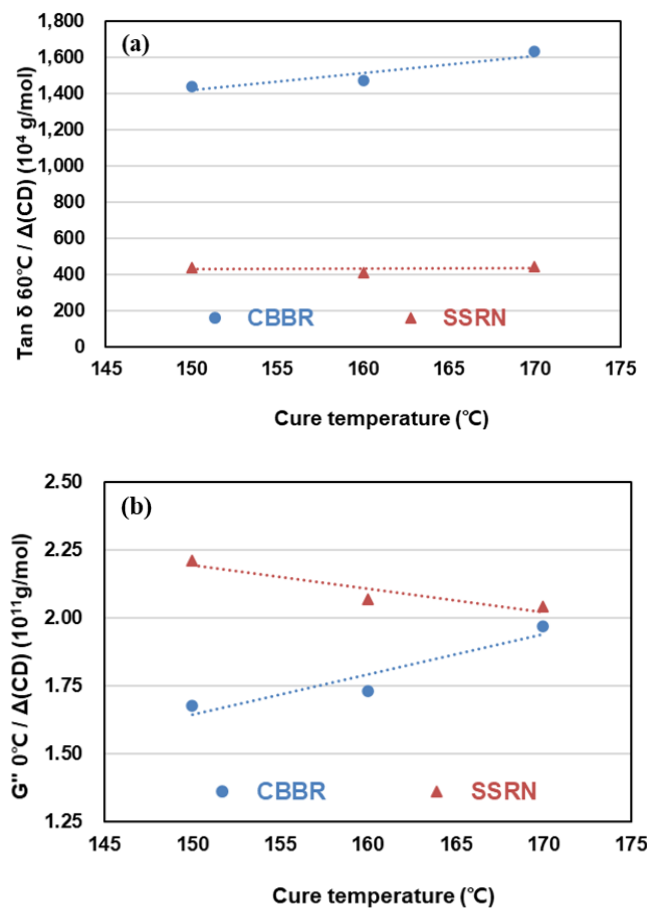 (a)
Tan δ 60℃ / Δ(CD) (10⁴ g/mol)
1,800
1,600
1,400
1,200
1,000
800
600
400
200
0
CBBR SSRN
145 150 155 160 165 170 175
Cure temperature (℃)
(b)
G'' 0℃ / Δ(CD) (10¹¹g/mol)
2.50
2.25
2.00
1.75
1.50
1.25
CBBR SSRN
145 150 155 160 165 170 175
Cure temperature (℃)